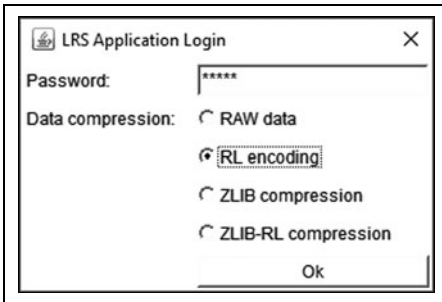 LRS Application Login
Password: *****
Data compression: RAW data
RL encoding
ZLIB compression
ZLIB-RL compression
Ok